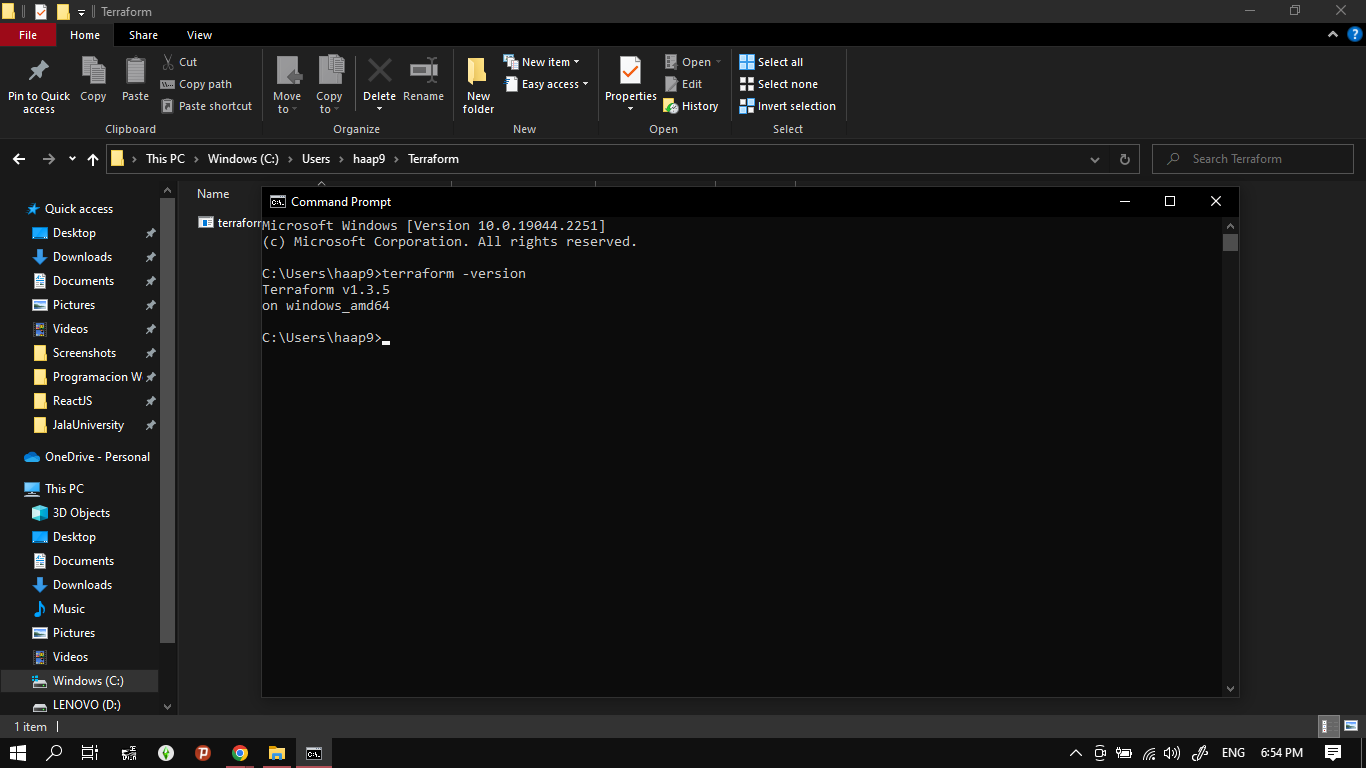 Terraform
File Home Share View
Pin to Quick access
Copy
Paste
Cut
Copy path
Paste shortcut
Clipboard
Move to
Copy to
Delete
Rename
Organize
New folder
New item
Easy access
New
Properties
Open
Edit
History
Open
Select all
Select none
Invert selection
Select
This PC > Windows (C:) > Users > haap9 > Terraform
Search Terraform
Quick access
Desktop
Downloads
Documents
Pictures
Videos
Screenshots
Programacion W
ReactJS
JalaUniversity
OneDrive - Personal
This PC
3D Objects
Desktop
Documents
Downloads
Music
Pictures
Videos
Windows (C:)
LENOVO (D:)
Name
Command Prompt
Microsoft Windows [Version 10.0.19044.2251]
(c) Microsoft Corporation. All rights reserved.
C:\Users\haap9>terraform -version
Terraform v1.3.5
on windows_amd64
C:\Users\haap9>
1 item
ENG 6:54 PM